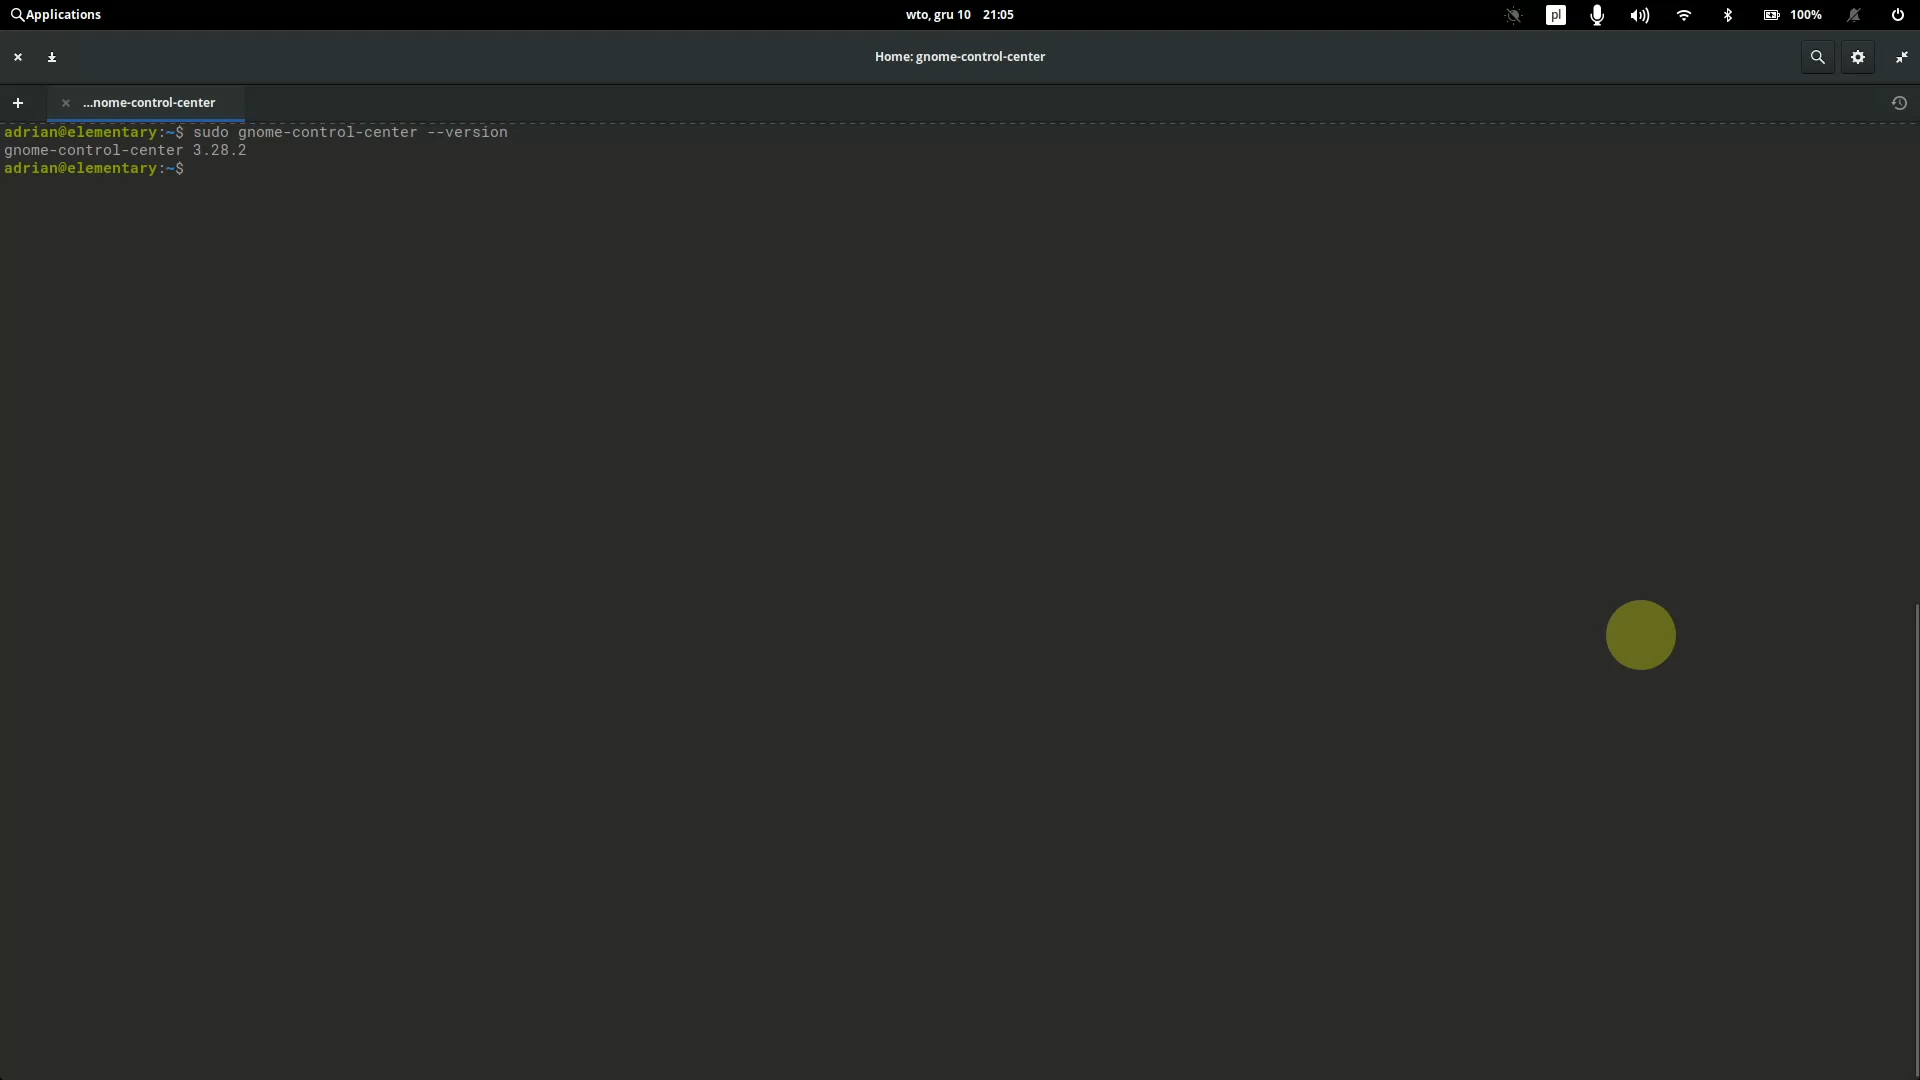 Applications
wto, gru 10 21:05
pl
100%
Home: gnome-control-center
...nome-control-center
adrian@elementary:~$ sudo gnome-control-center --version
gnome-control-center 3.28.2
adrian@elementary:~$